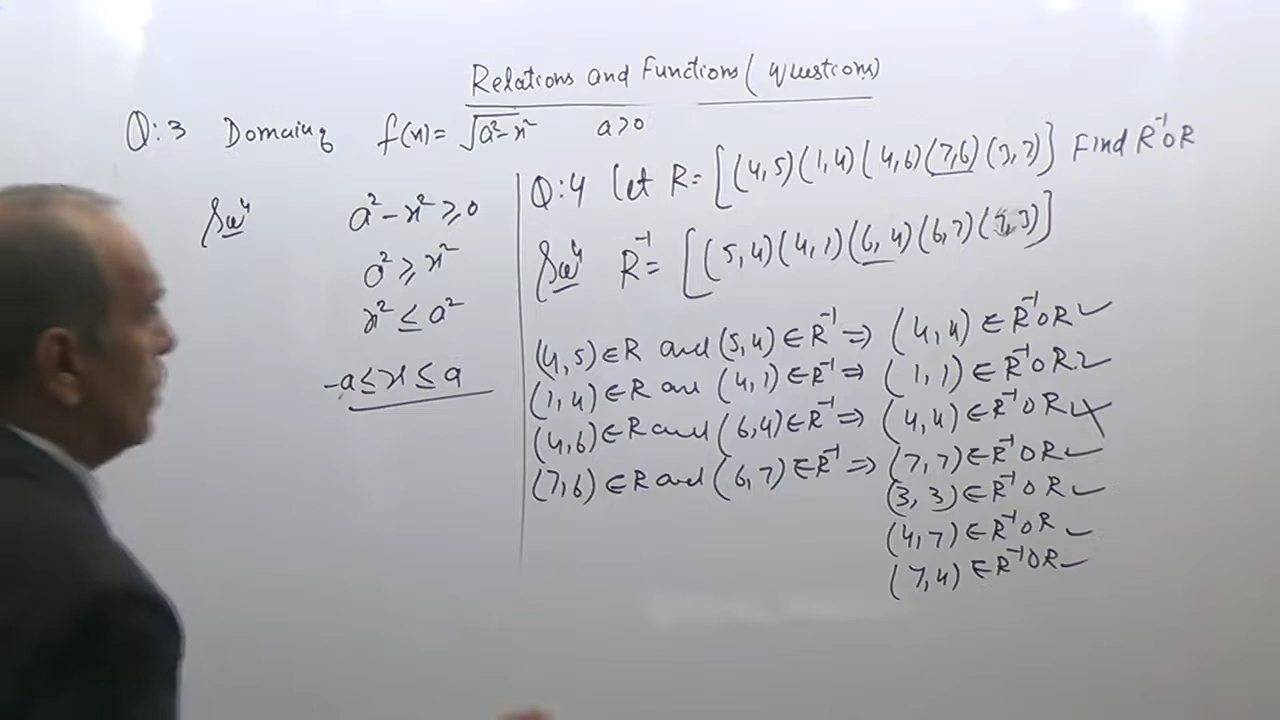 Relations and Functions (Questions)
Q:3 Domain of f(x) = √a²-x² a>0
Solⁿ a²-x² ≥ 0
a² ≥ x²
x² ≤ a²
-a ≤ x ≤ a
Q:4 Let R= [(4,5)(1,4)(4,6)(7,6)(3,7)] Find R⁻¹oR
Solⁿ R⁻¹= [(5,4)(4,1)(6,4)(6,7)(7,3)]
(4,5)∈R and (5,4)∈R⁻¹ ⇒ (4,4)∈R⁻¹oR ✓
(1,4)∈R and (4,1)∈R⁻¹ ⇒ (1,1)∈R⁻¹oR ✓
(4,6)∈R and (6,4)∈R⁻¹ ⇒ (4,4)∈R⁻¹oR ✗
(7,6)∈R and (6,7)∈R⁻¹ ⇒ (7,7)∈R⁻¹oR ✓
(3,3)∈R⁻¹oR ✓
(4,7)∈R⁻¹oR ✓
(7,4)∈R⁻¹oR ✓